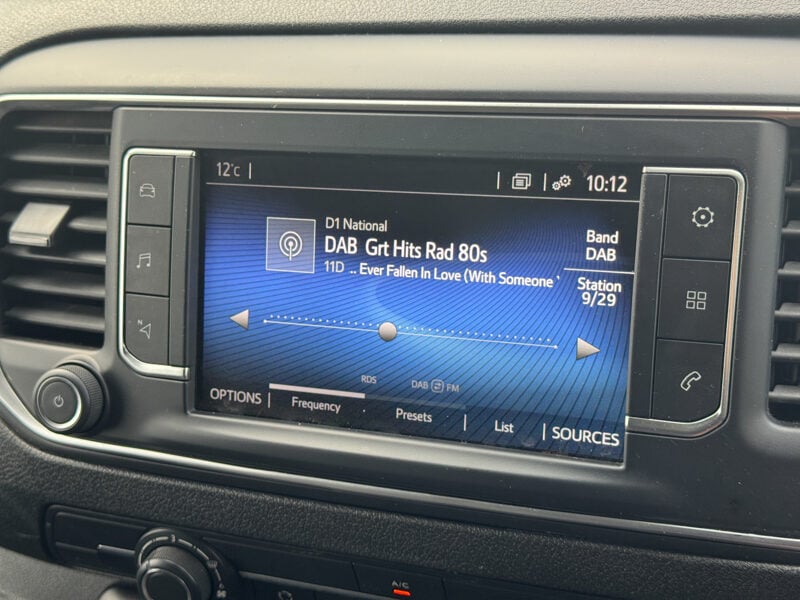 12°C
10:12
D1 National
DAB Grt Hits Rad 80s
11D .. Ever Fallen In Love (With Someone
Band
DAB
Station
9/29
RDS
DAB FM
OPTIONS
Frequency
Presets
List
SOURCES
N
A/C